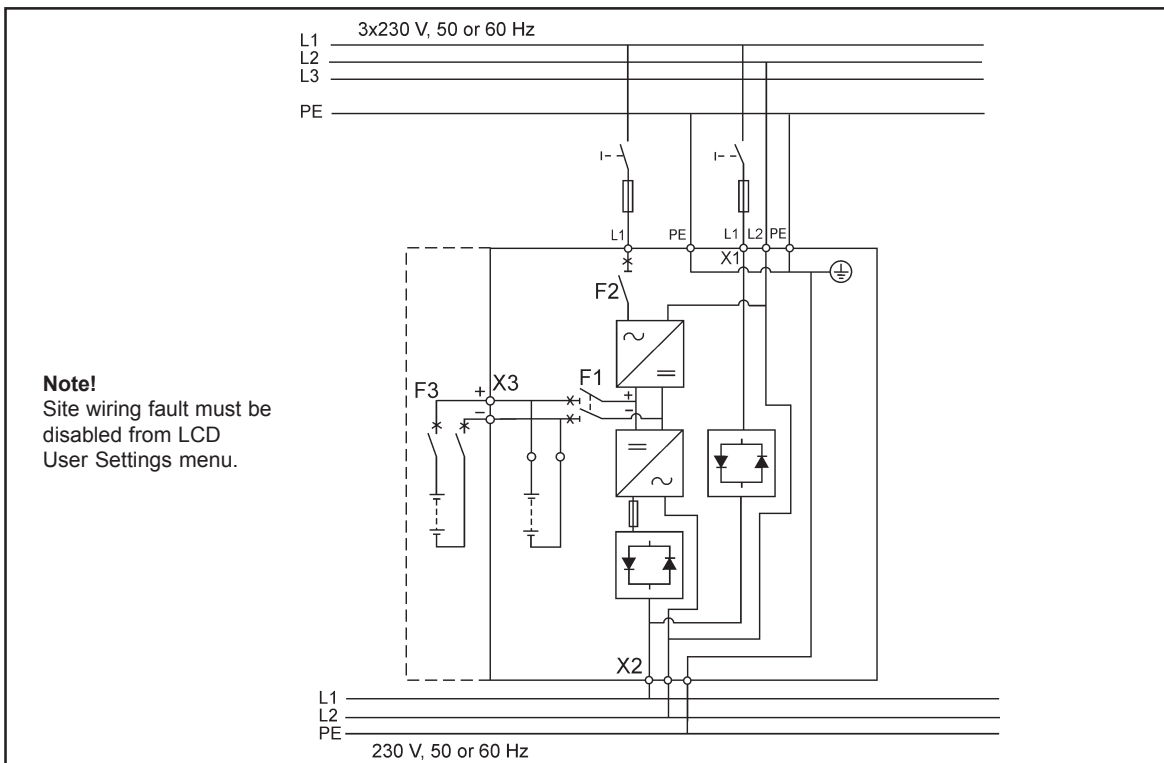 3x230 V, 50 or 60 Hz
L1
L2
L3
PE
L1
PE
L1
L2
PE
X1
F2
F3
+
X3
F1
+
-
-
Note!
Site wiring fault must be
disabled from LCD
User Settings menu.
X2
L1
L2
PE
230 V, 50 or 60 Hz